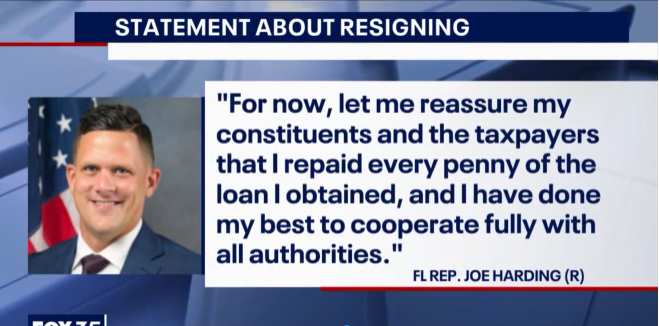 STATEMENT ABOUT RESIGNING
"For now, let me reassure my
constituents and the taxpayers
that I repaid every penny of the
loan I obtained, and I have done
my best to cooperate fully with
all authorities."
FL REP. JOE HARDING (R)
FOX 35